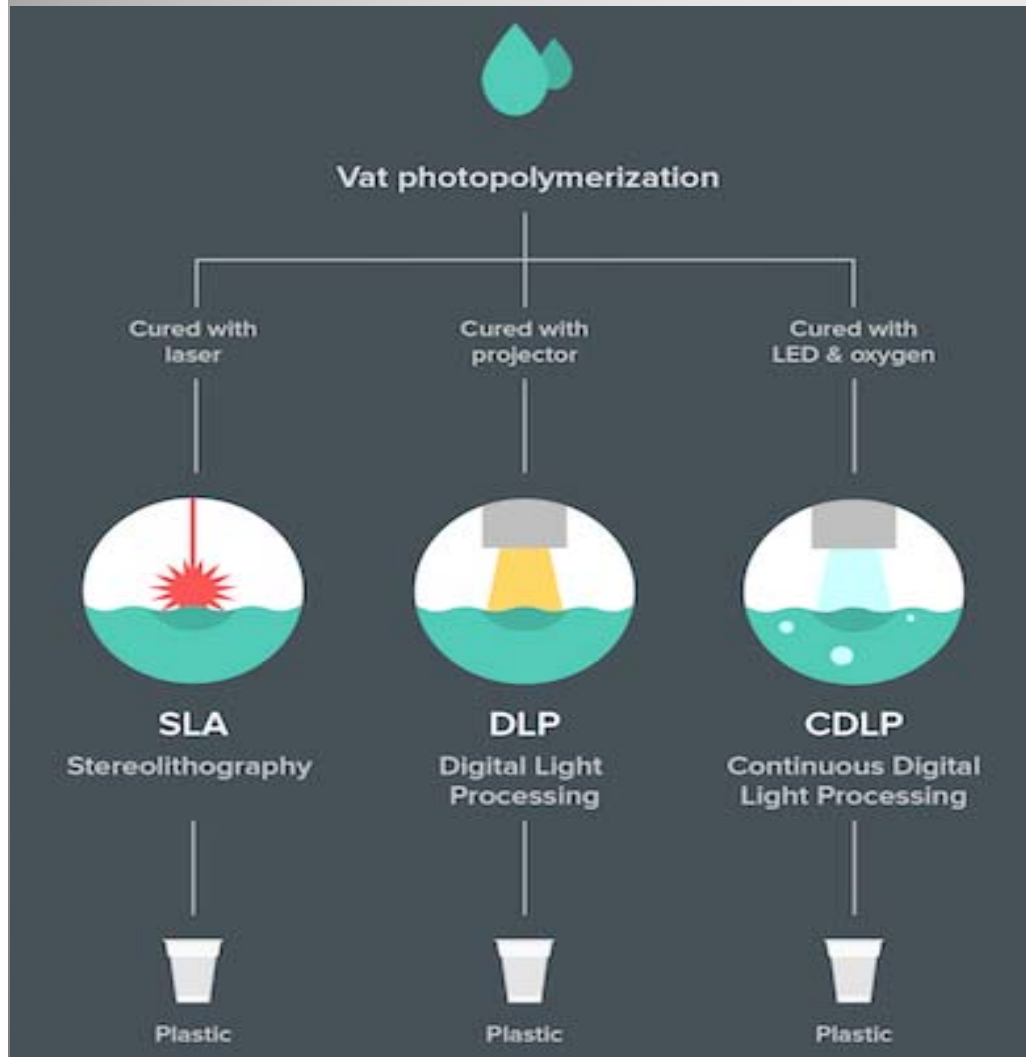 Vat photopolymerization
Cured with
laser
Cured with
projector
Cured with
LED & oxygen
SLA
Stereolithography
DLP
Digital Light
Processing
CDLP
Continuous Digital
Light Processing
Plastic
Plastic
Plastic